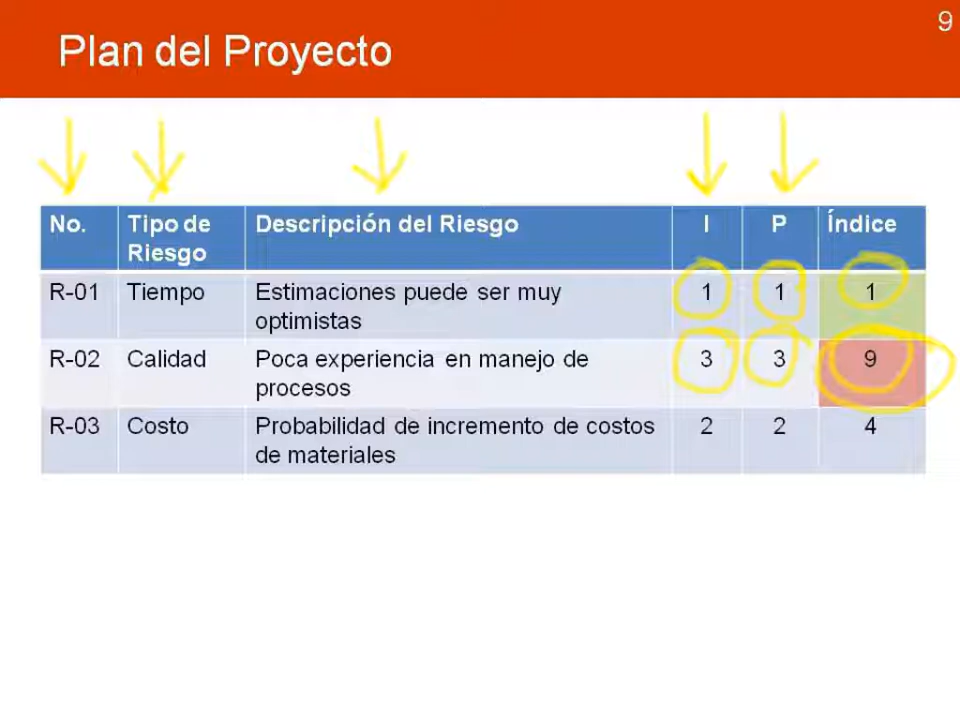 9
Plan del Proyecto
No. Tipo de Riesgo Descripción del Riesgo I P Índice
R-01 Tiempo Estimaciones puede ser muy optimistas 1 1 1
R-02 Calidad Poca experiencia en manejo de procesos 3 3 9
R-03 Costo Probabilidad de incremento de costos de materiales 2 2 4